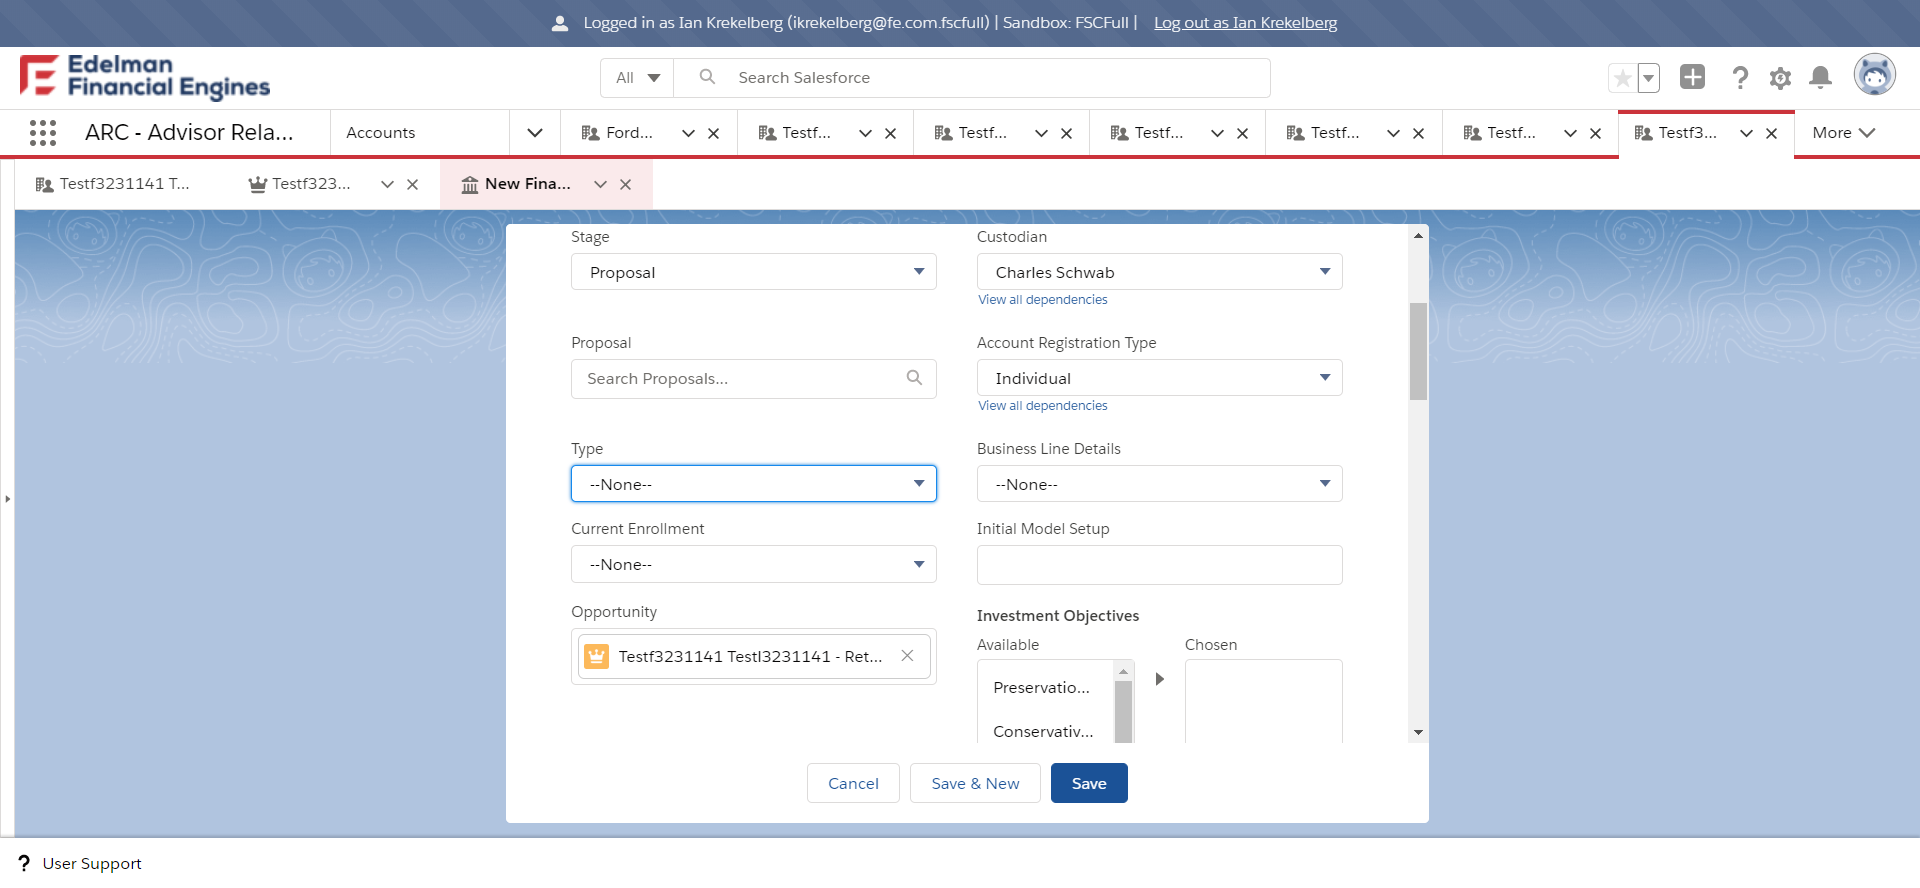 Logged in as Ian Krekelberg (ikrekelberg@fe.com.fscfull) | Sandbox: FSCFull | Log out as Ian Krekelberg
Edelman
Financial Engines
All
Search Salesforce
ARC - Advisor Rela...
Accounts
Ford...
Testf...
Testf...
Testf...
Testf...
Testf...
Testf3...
More
Testf3231141 T...
Testf323...
New Fina...
Stage
Custodian
Proposal
Charles Schwab
View all dependencies
Proposal
Account Registration Type
Search Proposals...
Individual
View all dependencies
Type
Business Line Details
--None--
--None--
Current Enrollment
Initial Model Setup
--None--
Opportunity
Investment Objectives
Available
Chosen
Testf3231141 Testl3231141 - Ret...
Preservatio...
Conservativ...
Cancel
Save & New
Save
? User Support